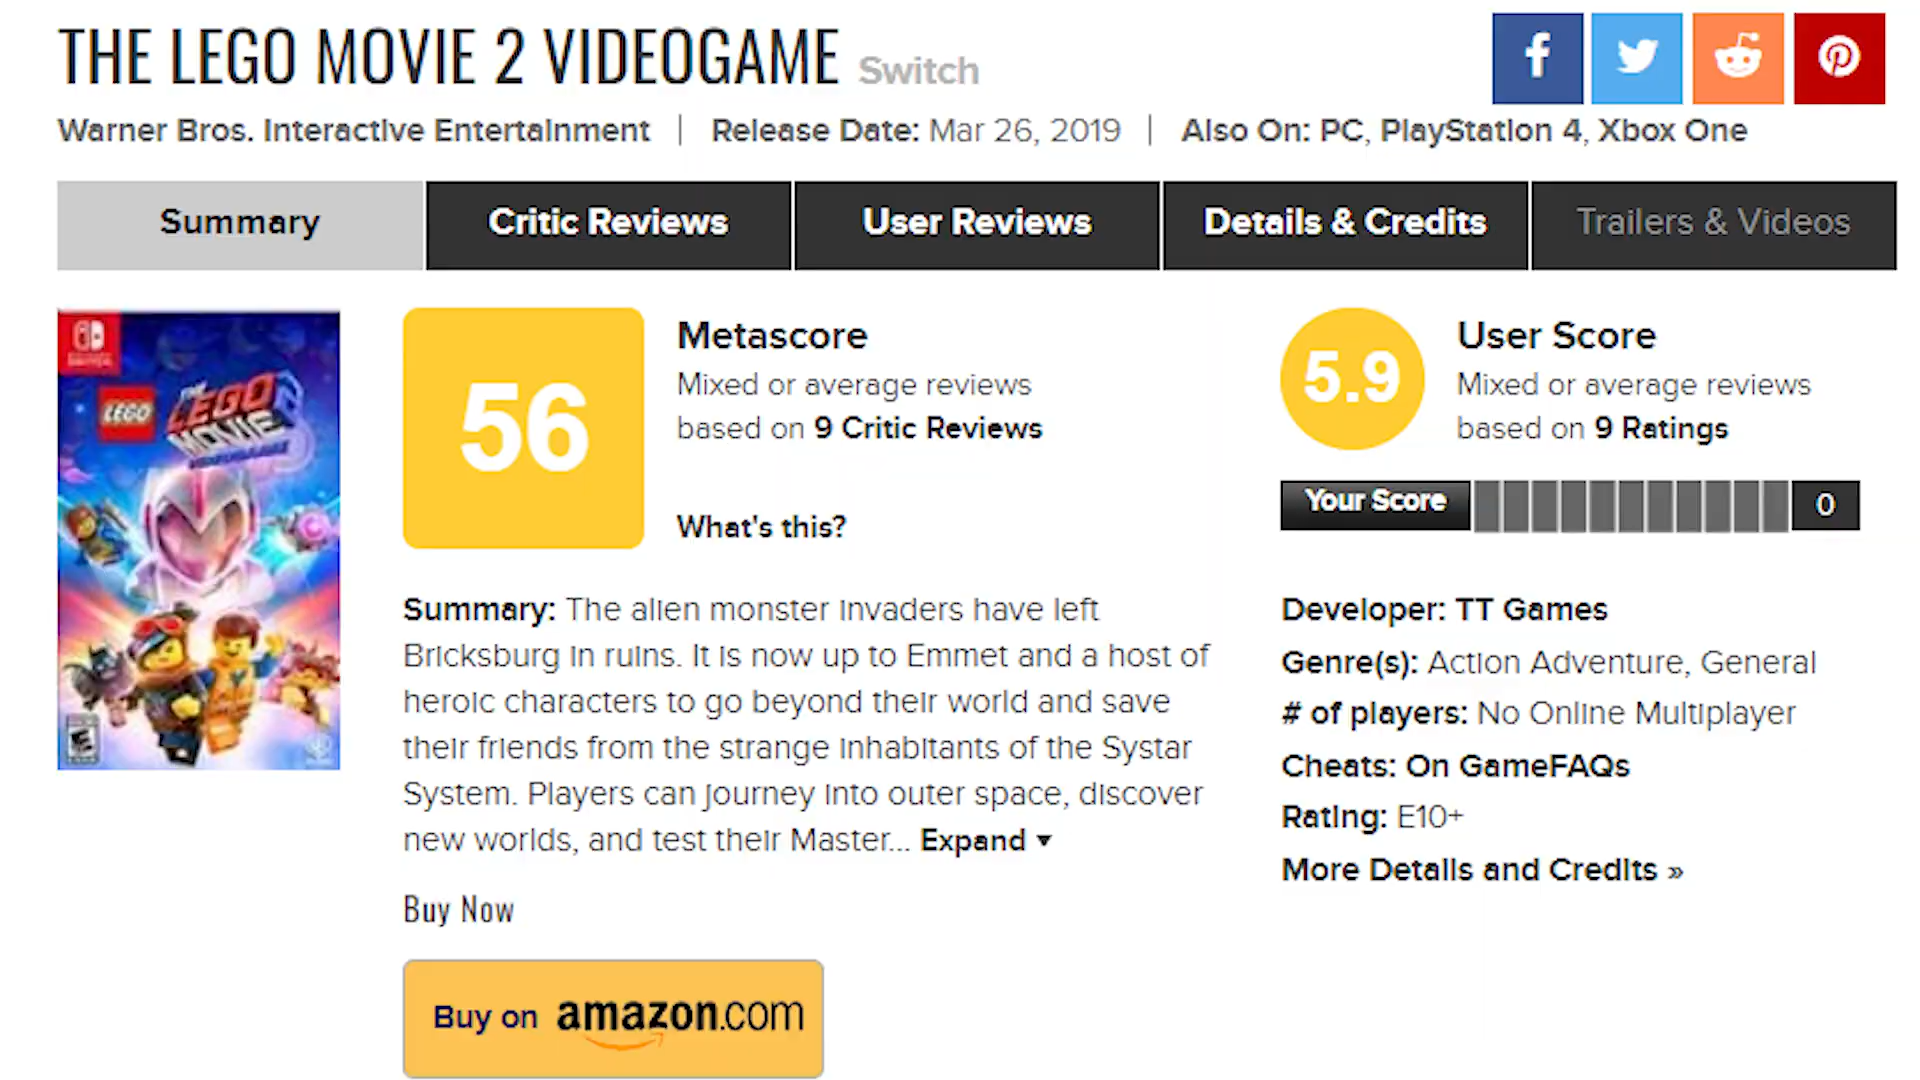 THE LEGO MOVIE 2 VIDEOGAME Switch
Warner Bros. Interactive Entertainment | Release Date: Mar 26, 2019 | Also On: PC, PlayStation 4, Xbox One
Summary
Critic Reviews
User Reviews
Details & Credits
Trailers & Videos
LEGO
THE LEGO MOVIE 2
VIDEOGAME
E
56
Metascore
Mixed or average reviews
based on 9 Critic Reviews
What's this?
5.9
User Score
Mixed or average reviews
based on 9 Ratings
Your Score
0
Summary: The alien monster invaders have left
Bricksburg in ruins. It is now up to Emmet and a host of
heroic characters to go beyond their world and save
their friends from the strange inhabitants of the Systar
System. Players can journey into outer space, discover
new worlds, and test their Master... Expand ▼
Developer: TT Games
Genre(s): Action Adventure, General
# of players: No Online Multiplayer
Cheats: On GameFAQs
Rating: E10+
More Details and Credits »
Buy Now
Buy on amazon.com